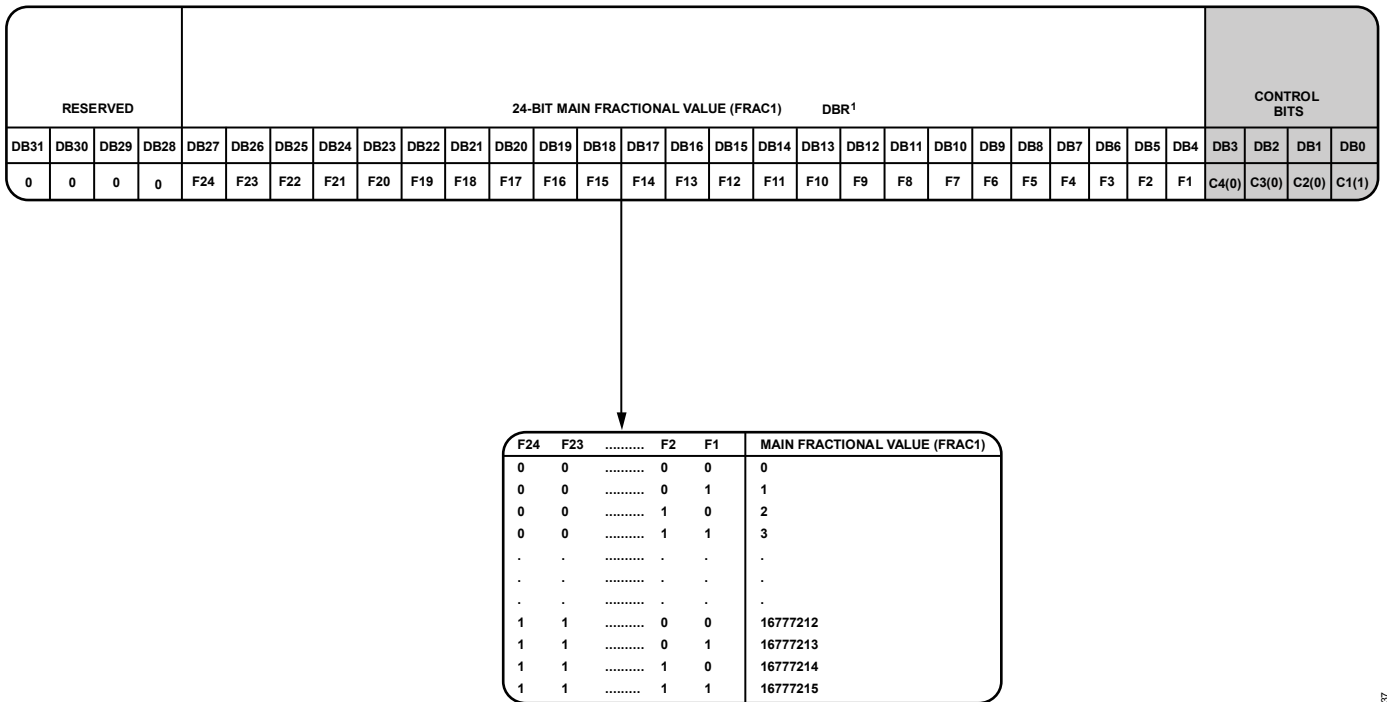 RESERVED
24-BIT MAIN FRACTIONAL VALUE (FRAC1) DBR1
CONTROL
BITS
DB31 DB30 DB29 DB28 DB27 DB26 DB25 DB24 DB23 DB22 DB21 DB20 DB19 DB18 DB17 DB16 DB15 DB14 DB13 DB12 DB11 DB10 DB9 DB8 DB7 DB6 DB5 DB4 DB3 DB2 DB1 DB0
0 0 0 0 F24 F23 F22 F21 F20 F19 F18 F17 F16 F15 F14 F13 F12 F11 F10 F9 F8 F7 F6 F5 F4 F3 F2 F1 C4(0) C3(0) C2(0) C1(1)
F24 F23 .......... F2 F1 MAIN FRACTIONAL VALUE (FRAC1)
0 0 .......... 0 0 0
0 0 .......... 0 1 1
0 0 .......... 1 0 2
0 0 .......... 1 1 3
. . .......... . . .
. . .......... . . .
. . .......... . . .
1 1 .......... 0 0 16777212
1 1 .......... 0 1 16777213
1 1 .......... 1 0 16777214
1 1 ......... 1 1 16777215